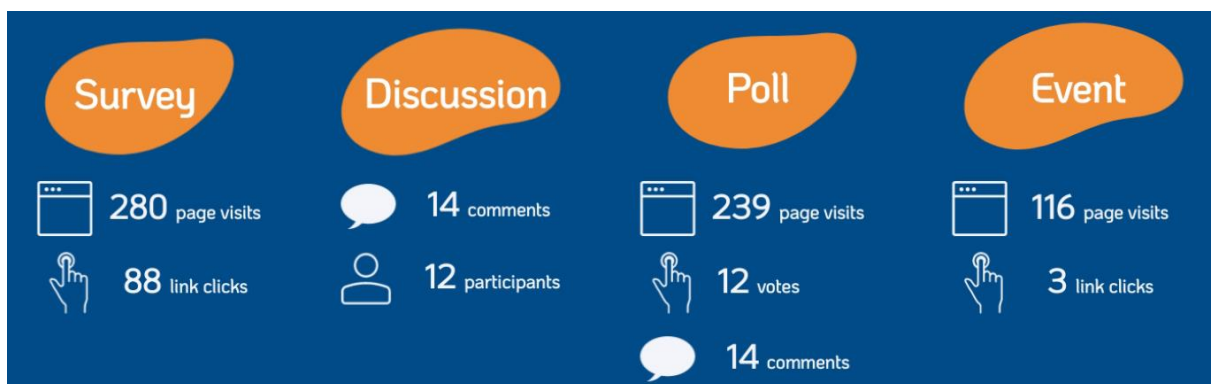 Survey
280 page visits
88 link clicks
Discussion
14 comments
12 participants
Poll
239 page visits
12 votes
14 comments
Event
116 page visits
3 link clicks